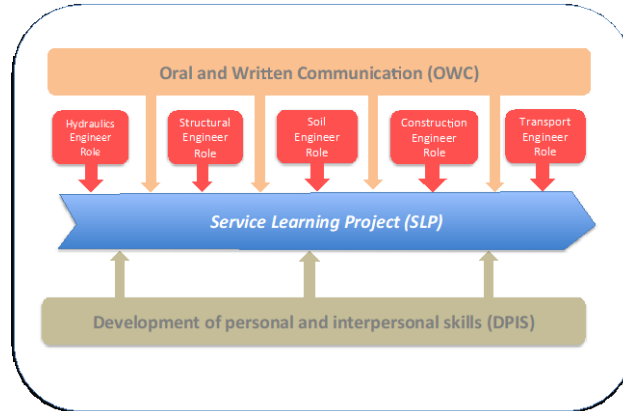 Oral and Written Communication (OWC)
Hydraulics
Engineer
Role
Structural
Engineer
Role
Soil
Engineer
Role
Construction
Engineer
Role
Transport
Engineer
Role
Service Learning Project (SLP)
Development of personal and interpersonal skills (DPIS)